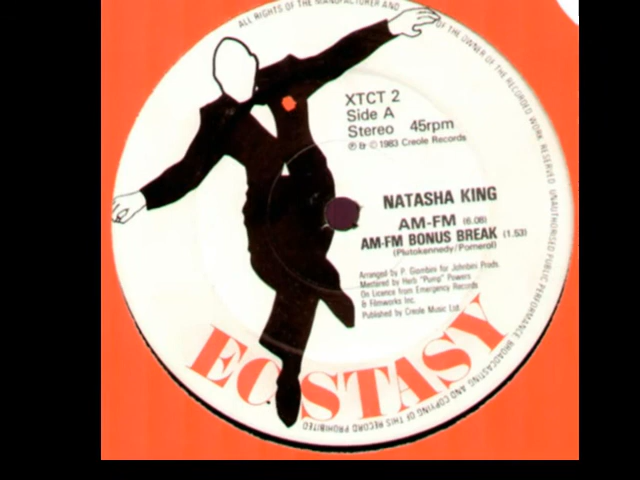 ALL RIGHTS OF THE MANUFACTURER AND OF THE OWNER OF THE RECORDED WORK RESERVED UNAUTHORISED PUBLIC PERFORMANCE BROADCASTING AND COPYING OF THIS RECORD PROHIBITED
XTCT 2
Side A
Stereo 45rpm
℗ & © 1983 Creole Records
NATASHA KING
AM-FM (6.08)
AM-FM BONUS BREAK (1.53)
(Plutokennedy/Pomeral)
Arranged by P. Giombini for Johnbini Prods.
Mastered by Herb "Pump" Powers
On Licence from Emergency Records
& Filmworks Inc.
Published by Creole Music Ltd.
ECSTASY